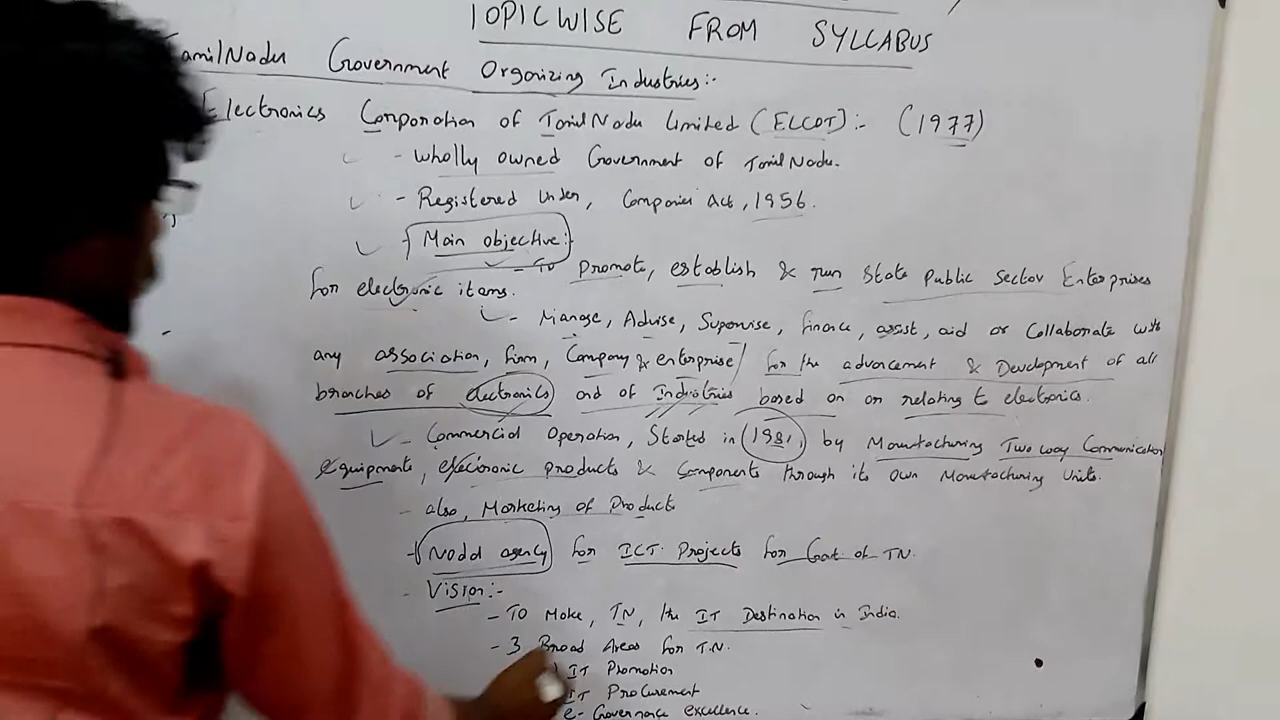 TOPICWISE FROM SYLLABUS
TamilNadu Government Organizing Industries:-
Electronics Corporation of TamilNadu Limited (ELCOT):- (1977)
- Wholly owned Government of TamilNadu.
- Registered Under, Companies Act, 1956.
Main objective:-
- To Promote, establish & run State Public Sector Enterprises
for electronic items.
- Manage, Advise, Supervise, finance, assist, aid or Collaborate with
any association, firm, Company & enterprise for the advancement & Development of all
branches of electronics and of Industries based on or relating to electronics.
- Commercial Operation, Started in 1981, by Manufacturing Two way Communication
equipments, electronic products & Components through its own Manufacturing Units.
- also, Marketing of Products
- Nodal agency for ICT Projects for Govt. of TN.
- Vision:-
- To Make, TN, the IT Destination in India.
- 3 Broad Areas for T.N.
IT Promotion
IT Procurement
e-Governance excellence.